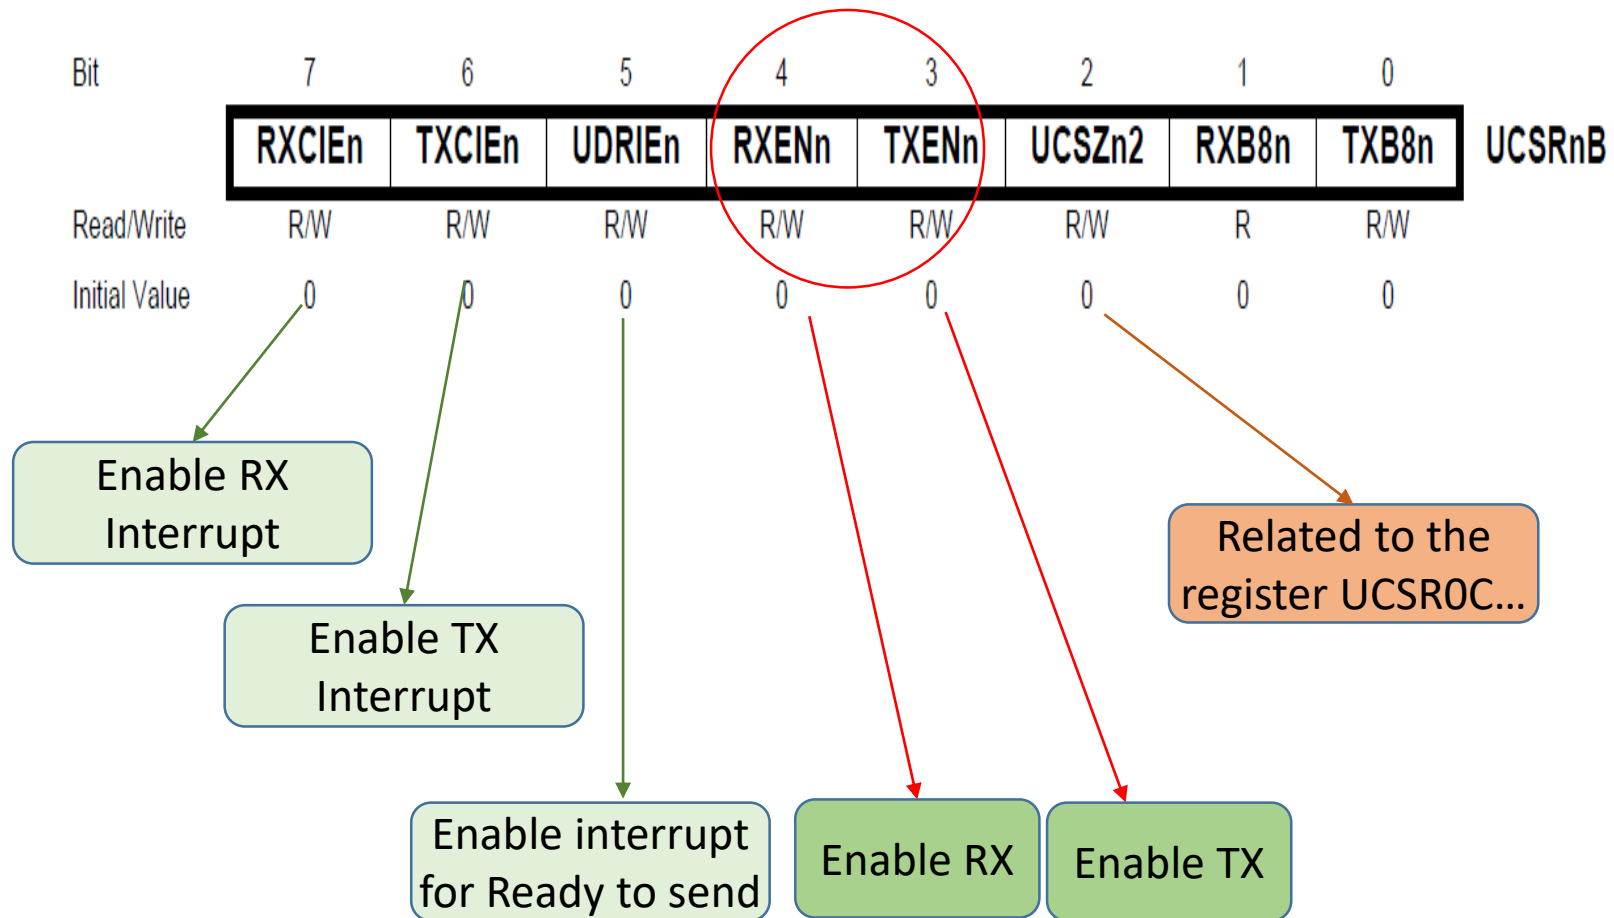 Bit 7 6 5 4 3 2 1 0
RXCIEn TXCIEn UDRIEn RXENn TXENn UCSZn2 RXB8n TXB8n UCSRnB
Read/Write R/W R/W R/W R/W R/W R/W R R/W
Initial Value 0 0 0 0 0 0 0 0
Enable RX
Interrupt
Related to the
register UCSR0C...
Enable TX
Interrupt
Enable interrupt
for Ready to send
Enable RX
Enable TX